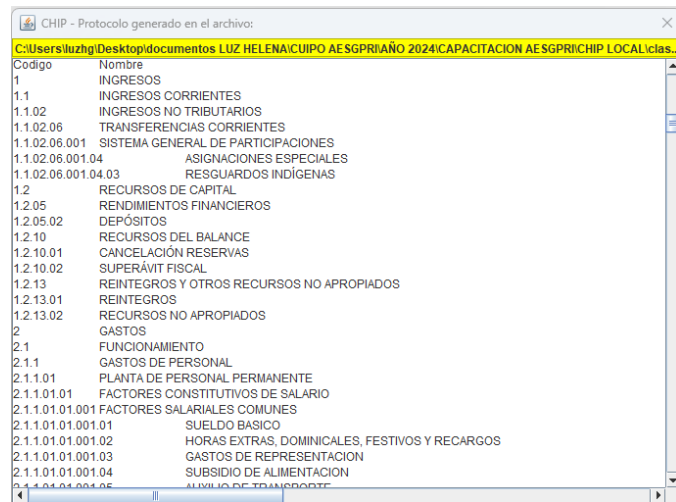 CHIP - Protocolo generado en el archivo:
C:\Users\luzhg\Desktop\documentos LUZ HELENA\CUIPO AESGPRI\AÑO 2024\CAPACITACION AESGPRI\CHIP LOCAL\clas...
Codigo Nombre
1 INGRESOS
1.1 INGRESOS CORRIENTES
1.1.02 INGRESOS NO TRIBUTARIOS
1.1.02.06 TRANSFERENCIAS CORRIENTES
1.1.02.06.001 SISTEMA GENERAL DE PARTICIPACIONES
1.1.02.06.001.04 ASIGNACIONES ESPECIALES
1.1.02.06.001.04.03 RESGUARDOS INDÍGENAS
1.2 RECURSOS DE CAPITAL
1.2.05 RENDIMIENTOS FINANCIEROS
1.2.05.02 DEPÓSITOS
1.2.10 RECURSOS DEL BALANCE
1.2.10.01 CANCELACIÓN RESERVAS
1.2.10.02 SUPERÁVIT FISCAL
1.2.13 REINTEGROS Y OTROS RECURSOS NO APROPIADOS
1.2.13.01 REINTEGROS
1.2.13.02 RECURSOS NO APROPIADOS
2 GASTOS
2.1 FUNCIONAMIENTO
2.1.1 GASTOS DE PERSONAL
2.1.1.01 PLANTA DE PERSONAL PERMANENTE
2.1.1.01.01 FACTORES CONSTITUTIVOS DE SALARIO
2.1.1.01.01.001 FACTORES SALARIALES COMUNES
2.1.1.01.01.001.01 SUELDO BASICO
2.1.1.01.01.001.02 HORAS EXTRAS, DOMINICALES, FESTIVOS Y RECARGOS
2.1.1.01.01.001.03 GASTOS DE REPRESENTACION
2.1.1.01.01.001.04 SUBSIDIO DE ALIMENTACION
2.1.1.01.01.001.05 AUXILIO DE TRANSPORTE